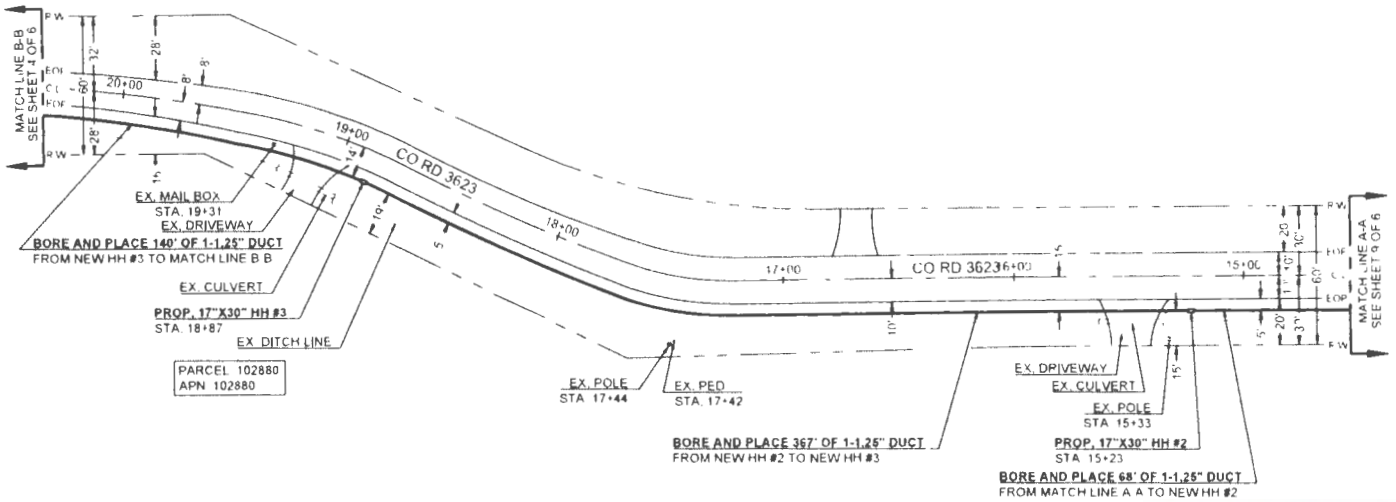 MATCH LINE B-B
SEE SHEET 4 OF 6
R/W
EOP
C L
EOP
R/W
60'
32'
28'
28'
8'
8'
20+00
19+00
14'
CO RD 3623
18+00
19'
5'
17+00
CO RD 3623
16+00
15+00
10'
15'
15'
5'
20'
30'
10'
20'
60'
R/W
EOP
EOP
R/W
MATCH LINE A-A
SEE SHEET 9 OF 6
EX. MAIL BOX
STA. 19+31
EX. DRIVEWAY
BORE AND PLACE 140' OF 1-1.25" DUCT
FROM NEW HH #3 TO MATCH LINE B B
EX. CULVERT
PROP. 17"X30" HH #3
STA. 18+87
EX DITCH LINE
PARCEL 102880
APN 102880
EX. POLE
STA 17+44
EX. PED
STA. 17+42
EX. DRIVEWAY
EX. CULVERT
EX. POLE
STA 15+33
BORE AND PLACE 367' OF 1-1.25" DUCT
FROM NEW HH #2 TO NEW HH #3
PROP. 17"X30" HH #2
STA 15+23
BORE AND PLACE 68' OF 1-1.25" DUCT
FROM MATCH LINE A A TO NEW HH #2